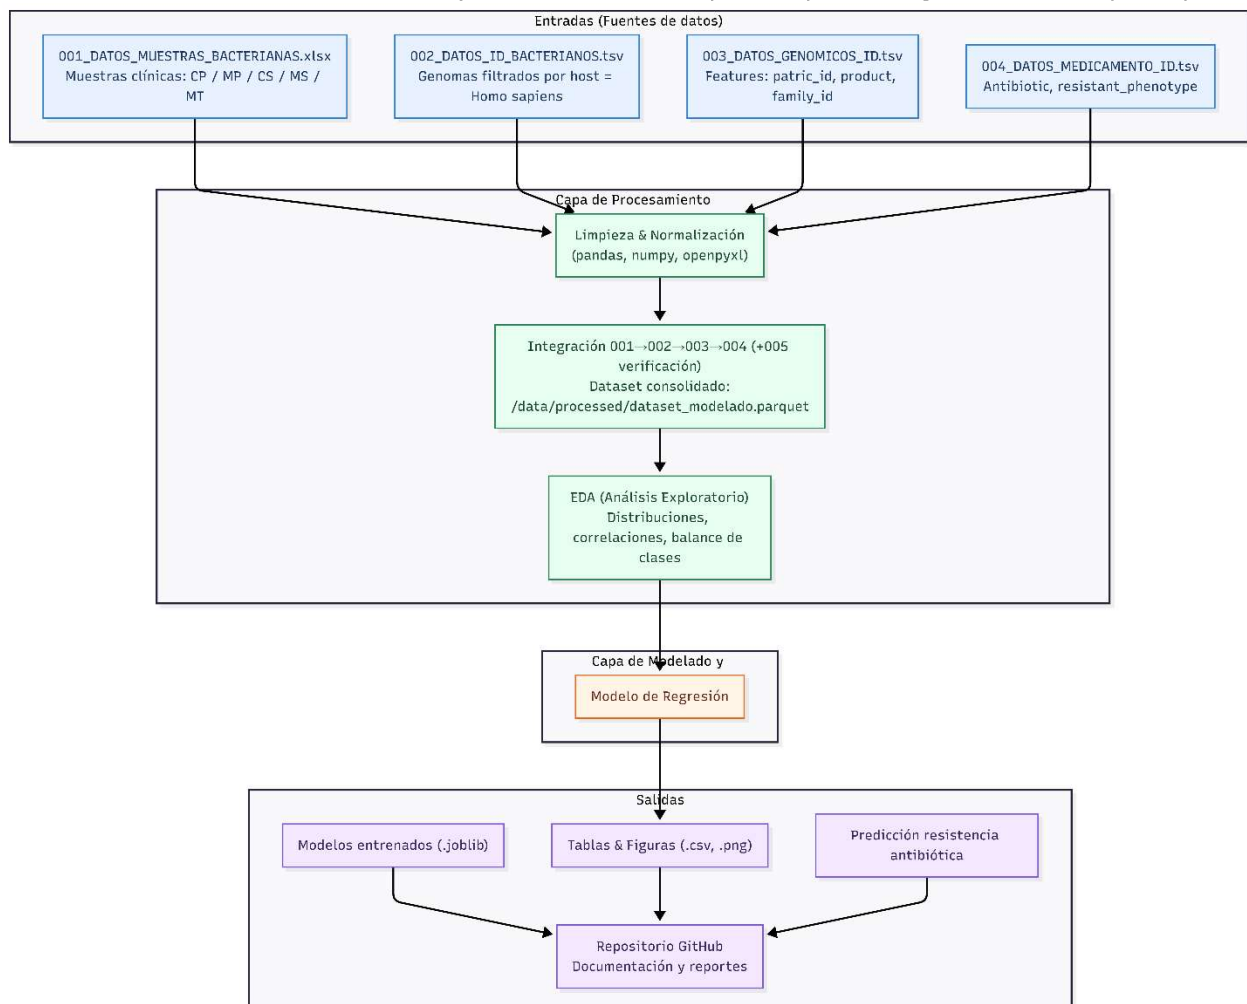 Entradas (Fuentes de datos)
001_DATOS_MUESTRAS_BACTERIANAS.xlsx
Muestras clínicas: CP / MP / CS / MS /
MT
002_DATOS_ID_BACTERIANOS.tsv
Genomas filtrados por host =
Homo sapiens
003_DATOS_GENOMICOS_ID.tsv
Features: patric_id, product,
family_id
004_DATOS_MEDICAMENTO_ID.tsv
Antibiotic, resistant_phenotype
Capa de Procesamiento
Limpieza & Normalización
(pandas, numpy, openpyxl)
Integración 001→002→003→004 (+005
verificación)
Dataset consolidado:
/data/processed/dataset_modelado.parquet
EDA (Análisis Exploratorio)
Distribuciones,
correlaciones, balance de
clases
Capa de Modelado y
Modelo de Regresión
Salidas
Modelos entrenados (.joblib)
Tablas & Figuras (.csv, .png)
Predicción resistencia
antibiótica
Repositorio GitHub
Documentación y reportes